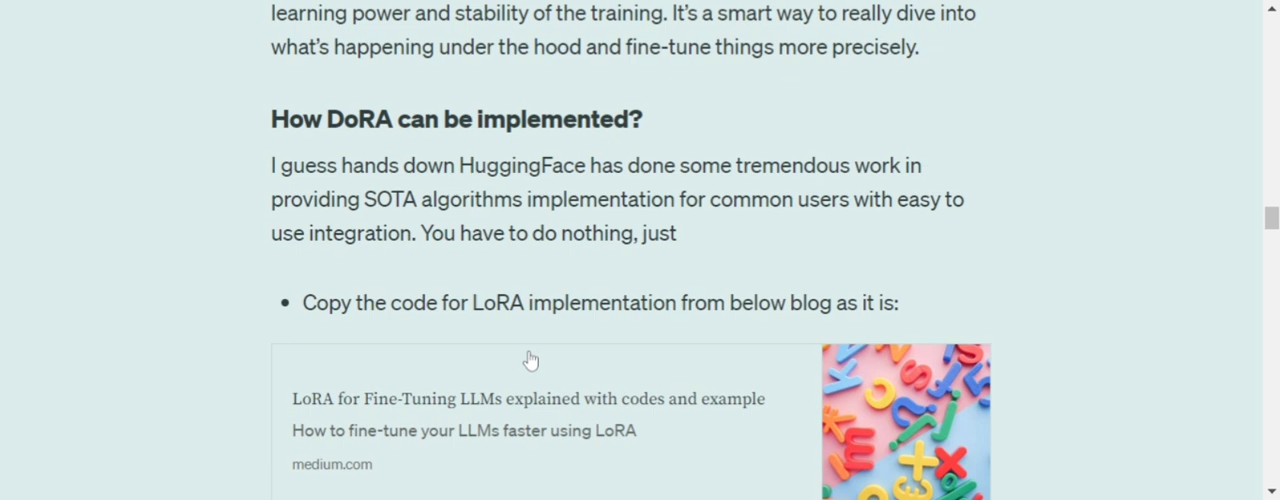 learning power and stability of the training. It’s a smart way to really dive into
what’s happening under the hood and fine-tune things more precisely.
How DoRA can be implemented?
I guess hands down HuggingFace has done some tremendous work in
providing SOTA algorithms implementation for common users with easy to
use integration. You have to do nothing, just
• Copy the code for LoRA implementation from below blog as it is:
LoRA for Fine-Tuning LLMs explained with codes and example
How to fine-tune your LLMs faster using LoRA
medium.com